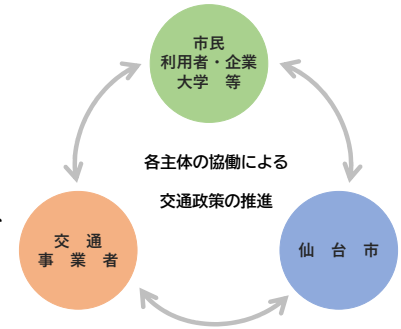 市民
利用者・企業
大学　等
各主体の協働による
交通政策の推進
交　通
事　業　者
仙　台　市